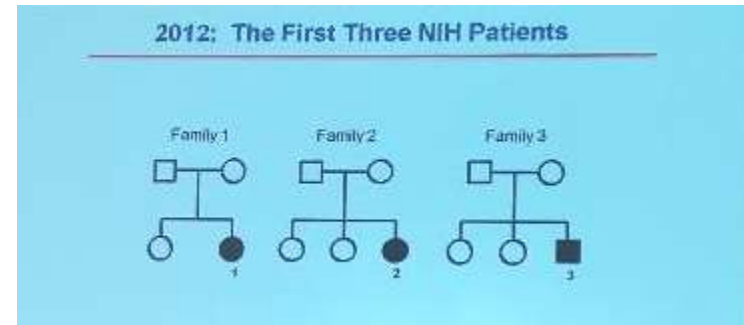 2012: The First Three NIH Patients
Family 1
Family 2
Family 3
1
2
3